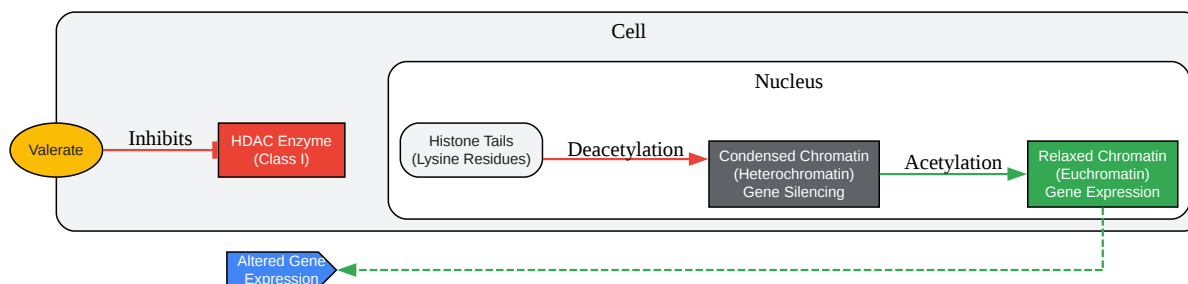 Cell
Nucleus
Valerate
Inhibits
HDAC Enzyme
(Class I)
Histone Tails
(Lysine Residues)
Deacetylation
Condensed Chromatin
(Heterochromatin)
Gene Silencing
Acetylation
Relaxed Chromatin
(Euchromatin)
Gene Expression
Altered Gene
Expression